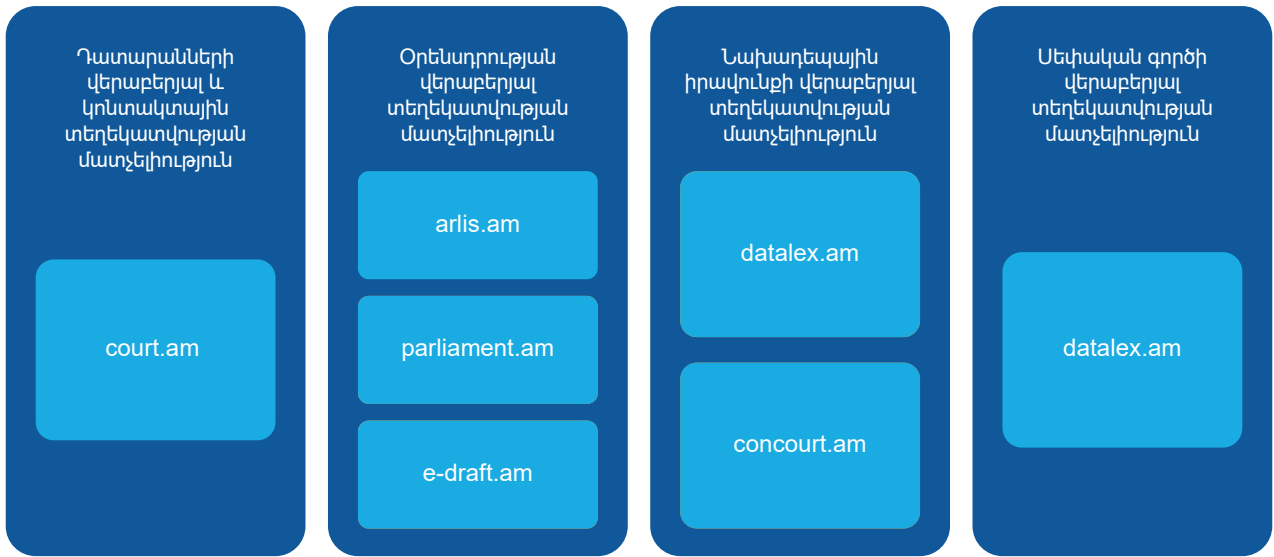 Դատարանների
վերաբերյալ և
կոնտակտային
տեղեկատվության
մատչելիություն
court.am
Օրենսդրության
վերաբերյալ
տեղեկատվության
մատչելիություն
arlis.am
parliament.am
e-draft.am
Նախադեպային
իրավունքի վերաբերյալ
տեղեկատվության
մատչելիություն
datalex.am
concourt.am
Սեփական գործի
վերաբերյալ
տեղեկատվության
մատչելիություն
datalex.am